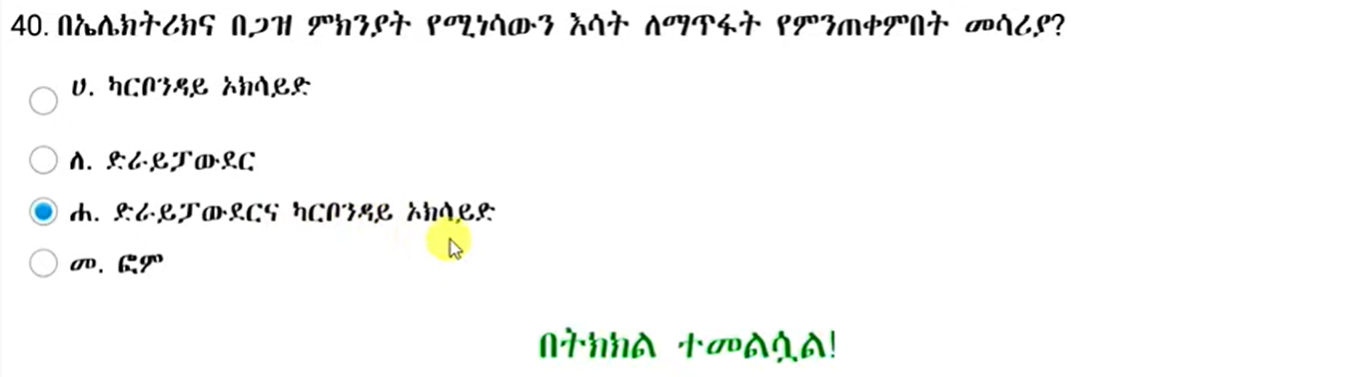 40. በኤሌክትሪክና በጋዝ ምክንያት የሚነሳውን እሳት ለማጥፋት የምንጠቀምበት መሳሪያ?
ሀ. ካርቦንዳይ ኦክሳይድ
ለ. ድራይፓውደር
ሐ. ድራይፓውደርና ካርቦንዳይ ኦክሳይድ
መ. ፎም
በትክክል ተመልሷል!